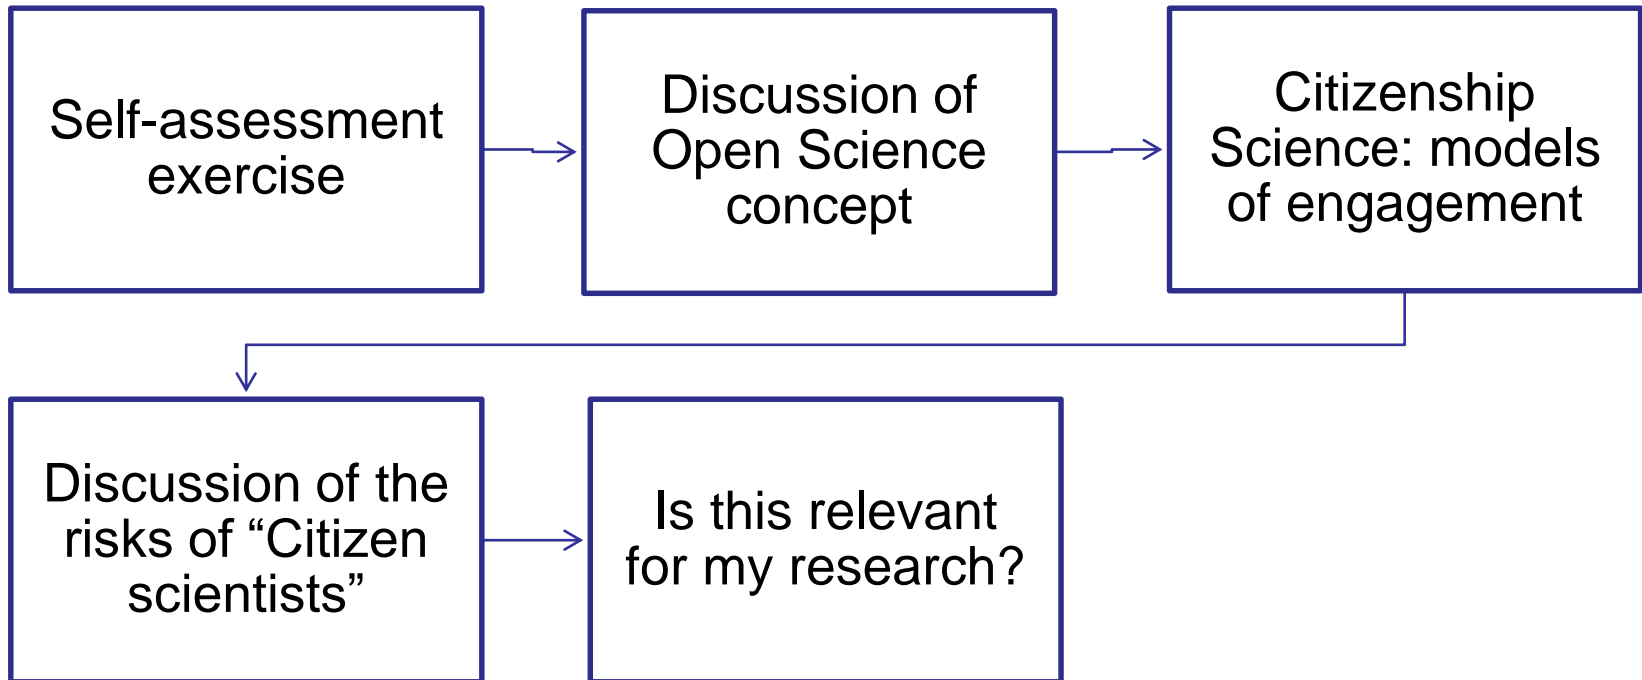 Self-assessment
exercise
Discussion of
Open Science
concept
Citizenship
Science: models
of engagement
Discussion of the
risks of “Citizen
scientists”
Is this relevant
for my research?